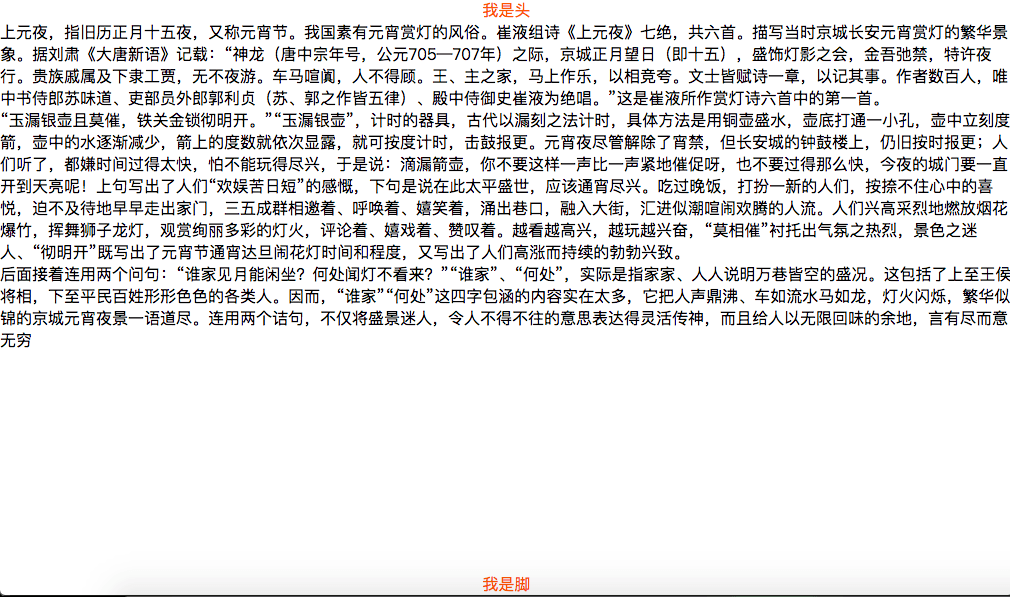 我是头
上元夜，指旧历正月十五夜，又称元宵节。我国素有元宵赏灯的风俗。崔液组诗《上元夜》七绝，共六首。描写当时京城长安元宵赏灯的繁华景
象。据刘肃《大唐新语》记载：“神龙（唐中宗年号，公元705—707年）之际，京城正月望日（即十五），盛饰灯影之会，金吾弛禁，特许夜
行。贵族戚属及下隶工贾，无不夜游。车马喧阗，人不得顾。王、主之家，马上作乐，以相竞夸。文士皆赋诗一章，以记其事。作者数百人，唯
中书侍郎苏味道、吏部员外郎郭利贞（苏、郭之作皆五律）、殿中侍御史崔液为绝唱。”这是崔液所作赏灯诗六首中的第一首。
“玉漏银壶且莫催，铁关金锁彻明开。”“玉漏银壶”，计时的器具，古代以漏刻之法计时，具体方法是用铜壶盛水，壶底打通一小孔，壶中立刻度
箭，壶中的水逐渐减少，箭上的度数就依次显露，就可按度计时，击鼓报更。元宵夜尽管解除了宵禁，但长安城的钟鼓楼上，仍旧按时报更；人
们听了，都嫌时间过得太快，怕不能玩得尽兴，于是说：滴漏箭壶，你不要这样一声比一声紧地催促呀，也不要过得那么快，今夜的城门要一直
开到天亮呢！上句写出了人们“欢娱苦日短”的感慨，下句是说在此太平盛世，应该通宵尽兴。吃过晚饭，打扮一新的人们，按捺不住心中的喜
悦，迫不及待地早早走出家门，三五成群相邀着、呼唤着、嬉笑着，涌出巷口，融入大街，汇进似潮喧闹欢腾的人流。人们兴高采烈地燃放烟花
爆竹，挥舞狮子龙灯，观赏绚丽多彩的灯火，评论着、嬉戏着、赞叹着。越看越高兴，越玩越兴奋，“莫相催”衬托出气氛之热烈，景色之迷
人、“彻明开”既写出了元宵节通宵达旦闹花灯时间和程度，又写出了人们高涨而持续的勃勃兴致。
后面接着连用两个问句：“谁家见月能闲坐？何处闻灯不看来？”“谁家”、“何处”，实际是指家家、人人说明万巷皆空的盛况。这包括了上至王侯
将相，下至平民百姓形形色色的各类人。因而，“谁家”“何处”这四字包涵的内容实在太多，它把人声鼎沸、车如流水马如龙，灯火闪烁，繁华似
锦的京城元宵夜景一语道尽。连用两个诘句，不仅将盛景迷人，令人不得不往的意思表达得灵活传神，而且给人以无限回味的余地，言有尽而意
无穷
我是脚